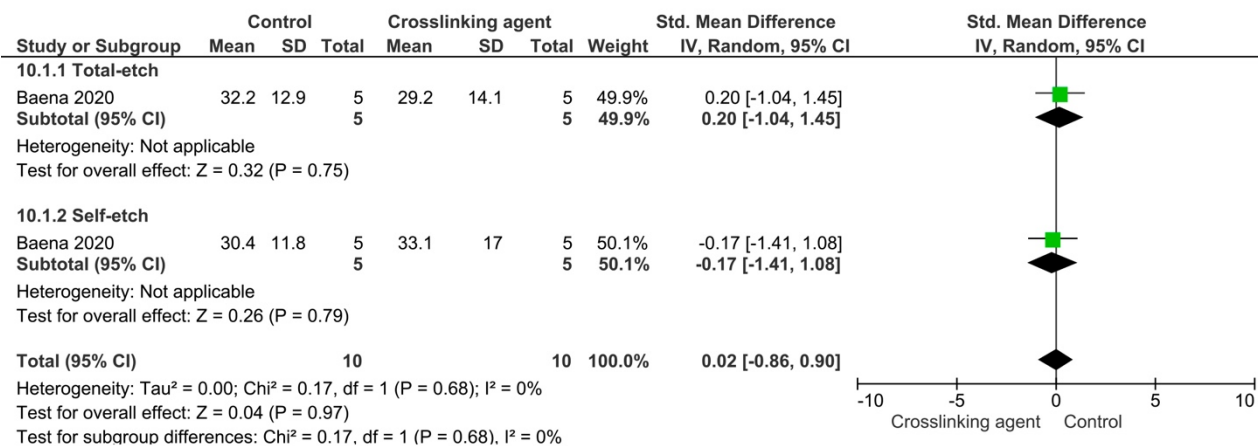 Control Crosslinking agent Std. Mean Difference Std. Mean Difference
Study or Subgroup Mean SD Total Mean SD Total Weight IV, Random, 95% CI IV, Random, 95% CI
10.1.1 Total-etch
Baena 2020 32.2 12.9 5 29.2 14.1 5 49.9% 0.20 [-1.04, 1.45]
Subtotal (95% CI) 5 5 49.9% 0.20 [-1.04, 1.45]
Heterogeneity: Not applicable
Test for overall effect: Z = 0.32 (P = 0.75)
10.1.2 Self-etch
Baena 2020 30.4 11.8 5 33.1 17 5 50.1% -0.17 [-1.41, 1.08]
Subtotal (95% CI) 5 5 50.1% -0.17 [-1.41, 1.08]
Heterogeneity: Not applicable
Test for overall effect: Z = 0.26 (P = 0.79)
Total (95% CI) 10 10 100.0% 0.02 [-0.86, 0.90]
Heterogeneity: Tau² = 0.00; Chi² = 0.17, df = 1 (P = 0.68); I² = 0%
Test for overall effect: Z = 0.04 (P = 0.97)
Test for subgroup differences: Chi² = 0.17, df = 1 (P = 0.68), I² = 0%
-10 -5 0 5 10
Crosslinking agent Control